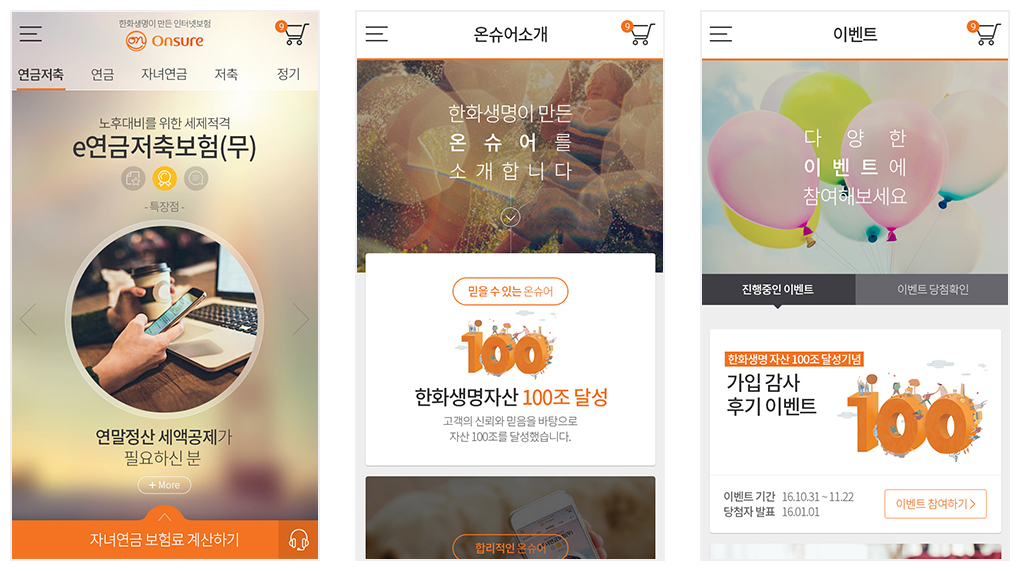 한화생명이 만든 인터넷보험
on Onsure
9
연금저축 연금 자녀연금 저축 정기
노후대비를 위한 세제적격
e연금저축보험(무)
- 특장점 -
연말정산 세액공제가
필요하신 분
+ More
자녀연금 보험료 계산하기
온슈어소개
9
한화생명이 만든
온슈어를
소개합니다
믿을 수 있는 온슈어
100
한화생명자산 100조 달성
고객의 신뢰와 믿음을 바탕으로
자산 100조를 달성했습니다.
합리적인 온슈어
이벤트
9
다양한
이벤트에
참여해보세요
진행중인 이벤트 이벤트 당첨확인
한화생명 자산 100조 달성기념
가입 감사
후기 이벤트
100
이벤트 기간 16.10.31 ~ 11.22
당첨자 발표 16.01.01
이벤트 참여하기